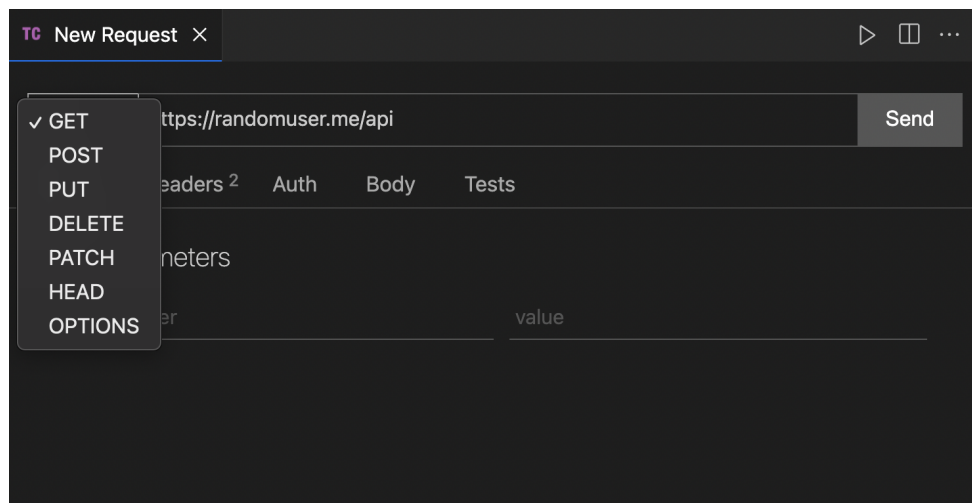 TC New Request
GET
POST
PUT
DELETE
PATCH
HEAD
OPTIONS
ttps://randomuser.me/api
Send
eaders 2
Auth
Body
Tests
meters
er
value